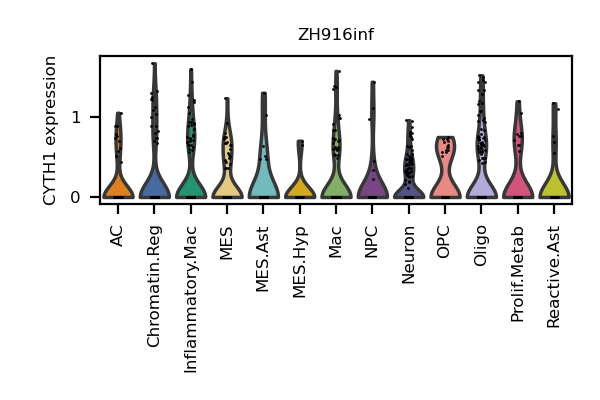 ZH916inf
CYTH1 expression
1
0
AC
Chromatin.Reg
Inflammatory.Mac
MES
MES.Ast
MES.Hyp
Mac
NPC
Neuron
OPC
Oligo
Prolif.Metab
Reactive.Ast